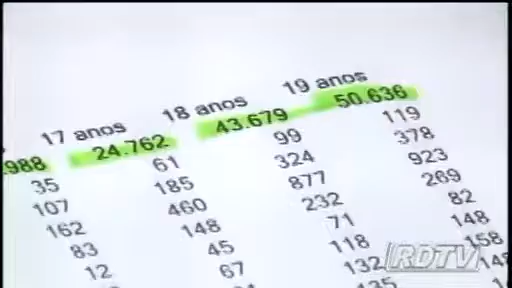 17 anos 18 anos 19 anos
.988 24.762 43.679 50.636
35 61 99 119
107 185 324 378
162 460 877 923
83 148 232 269
12 45 71 82
67 118 148
132 158
RDTV